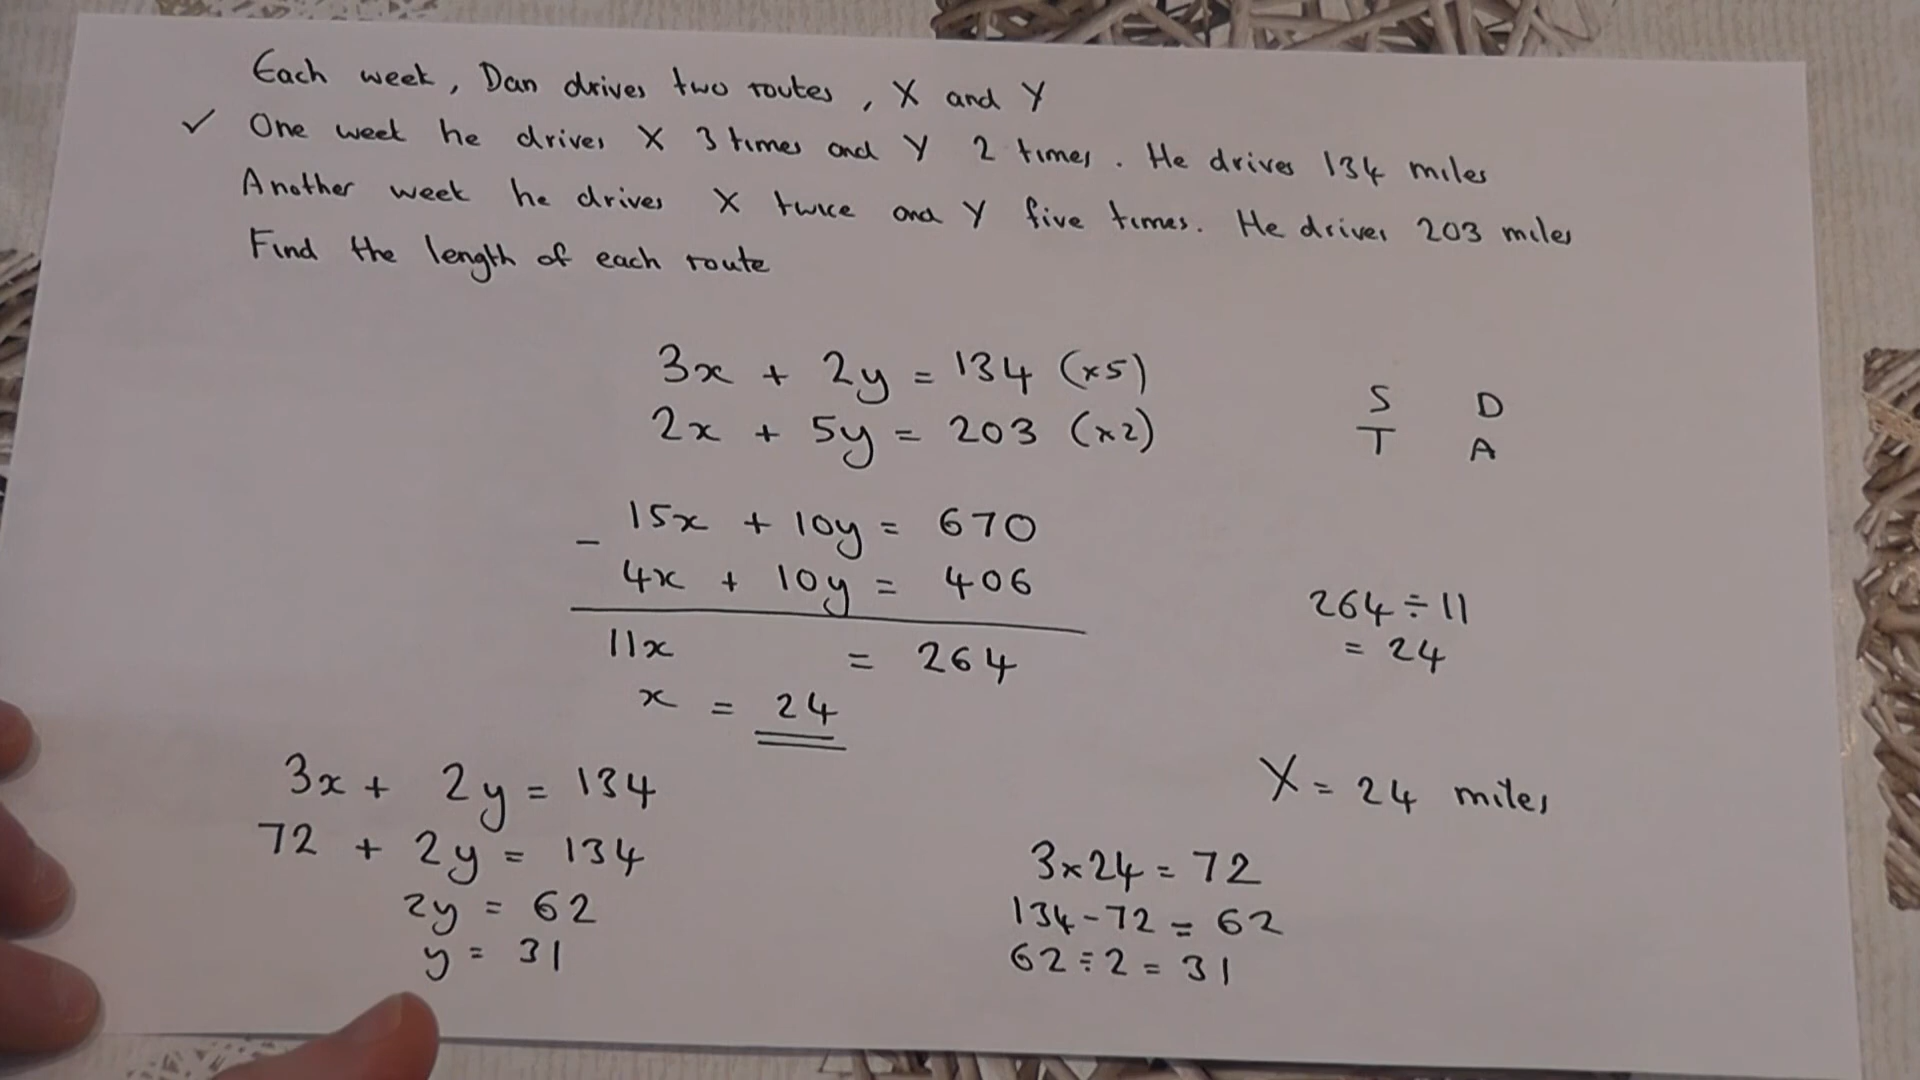 Each week, Dan drives two routes, X and Y
✓ One week he drives X 3 times and Y 2 times. He drives 134 miles
Another week he drives X twice and Y five times. He drives 203 miles
Find the length of each route
3x + 2y = 134 (×5)
2x + 5y = 203 (×2)
S D
T A
15x + 10y = 670
- 4x + 10y = 406
11x = 264
x = 24
264 ÷ 11
= 24
3x + 2y = 134
72 + 2y = 134
2y = 62
y = 31
X = 24 miles
3×24 = 72
134-72 = 62
62÷2 = 31